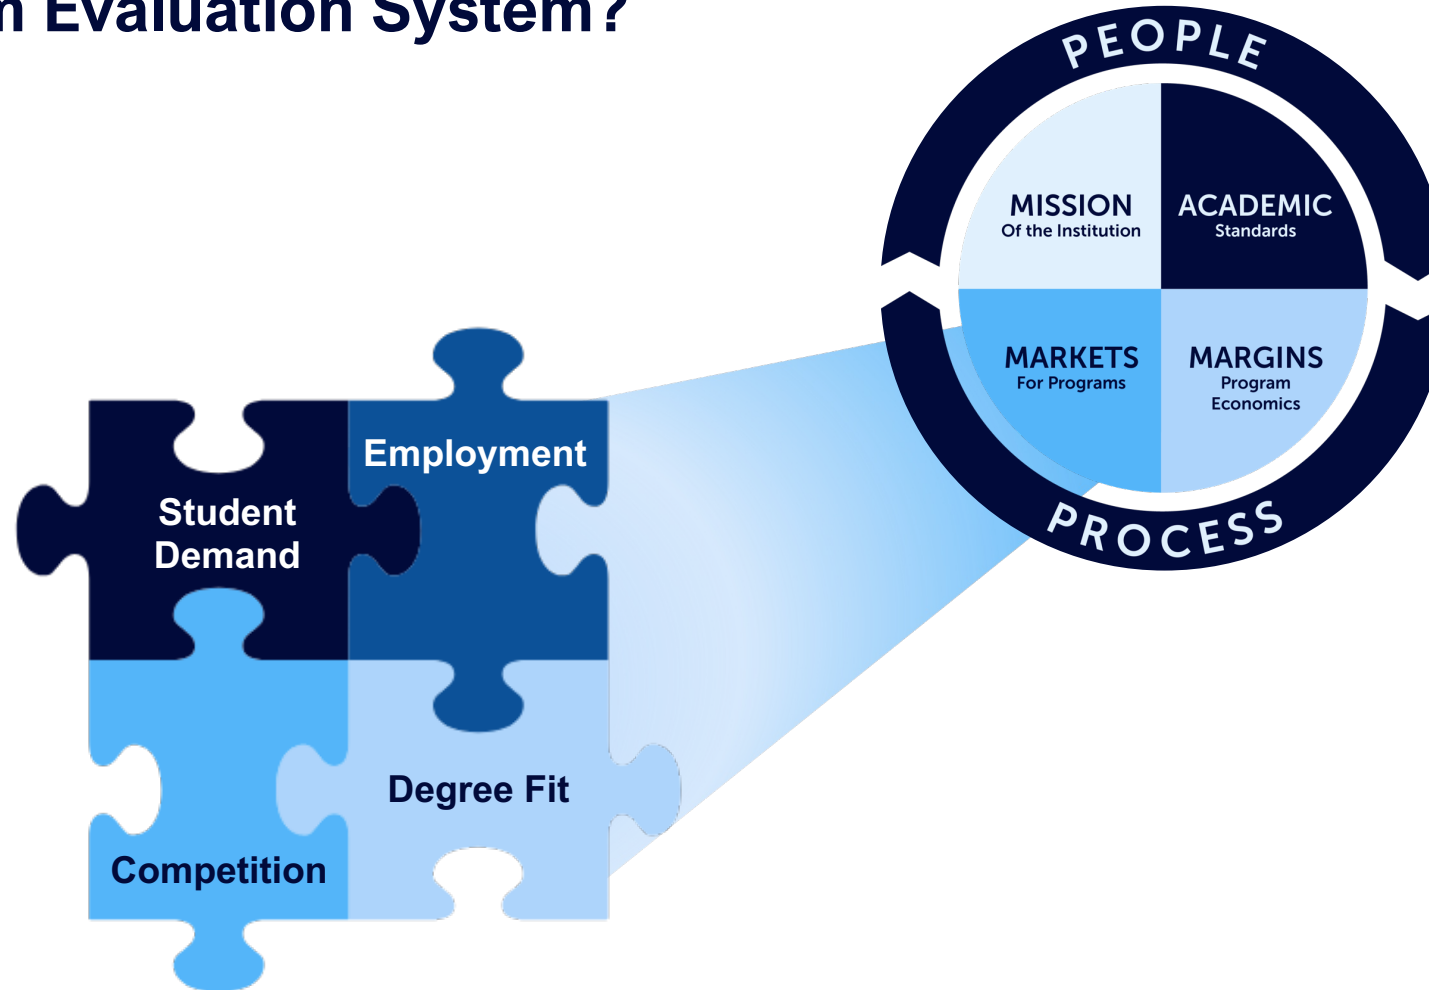 Evaluation System?
PEOPLE
MISSION
Of the Institution
ACADEMIC
Standards
MARKETS
For Programs
MARGINS
Program
Economics
PROCESS
Employment
Student
Demand
Degree Fit
Competition